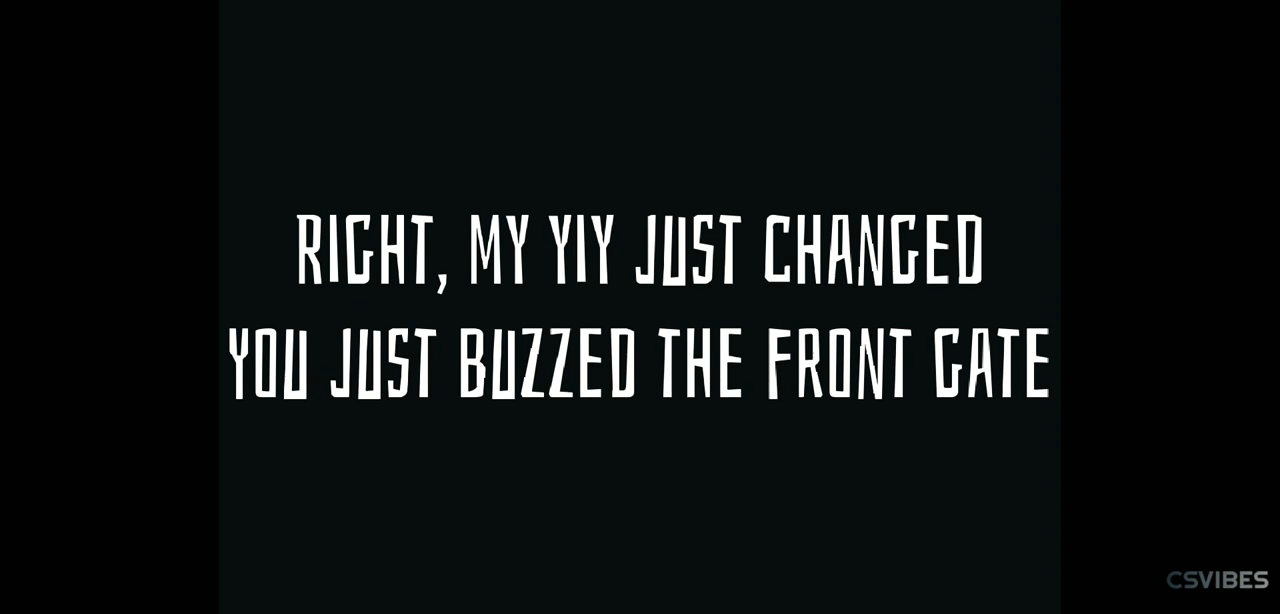 RIGHT, MY YIY JUST CHANGED
YOU JUST BUZZED THE FRONT GATE
CSVIBES